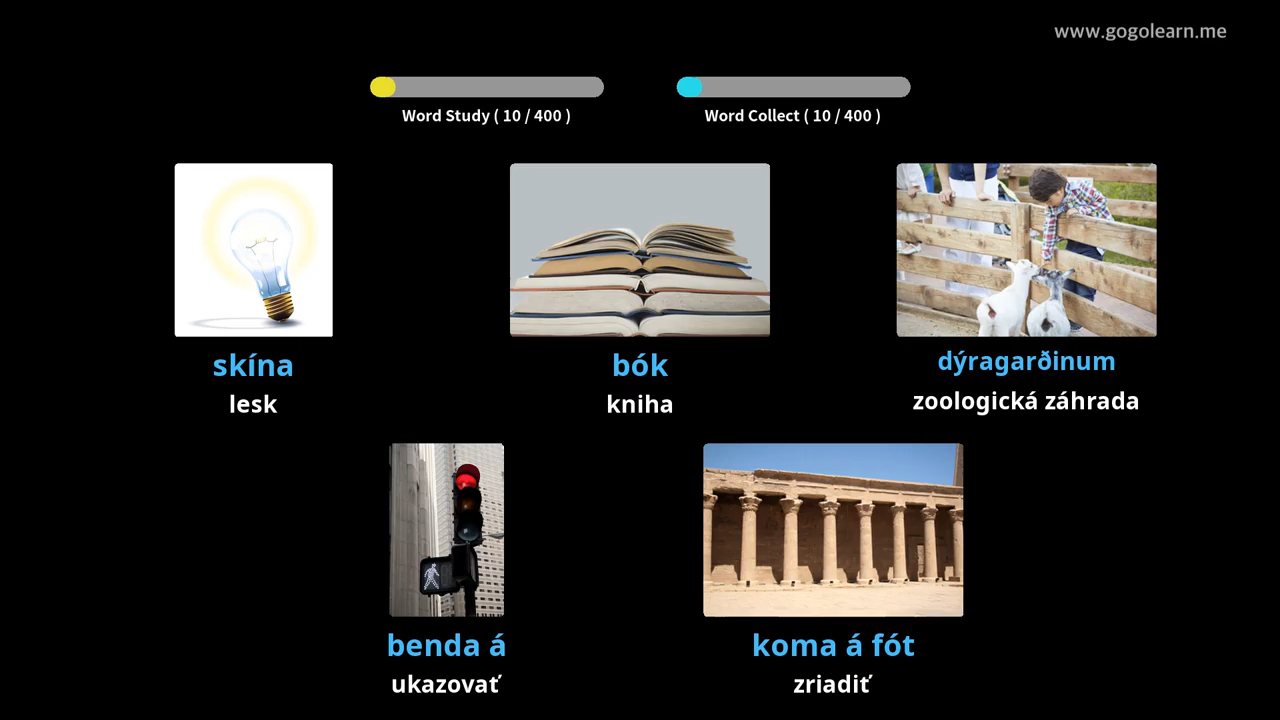 www.gogolearn.me
Word Study ( 10 / 400 )
Word Collect ( 10 / 400 )
skína
lesk
bók
kniha
dýragarðinum
zoologická záhrada
benda á
ukazovať
koma á fót
zriadiť